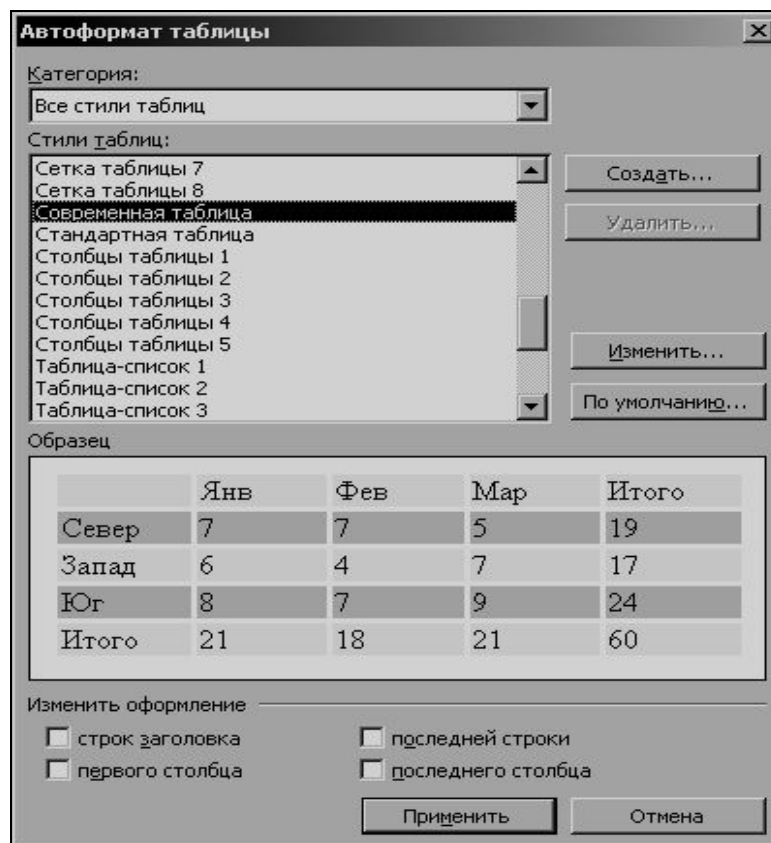 Автоформат таблицы
Категория:
Все стили таблиц
Стили таблиц:
Сетка таблицы 7
Сетка таблицы 8
Современная таблица
Стандартная таблица
Столбцы таблицы 1
Столбцы таблицы 2
Столбцы таблицы 3
Столбцы таблицы 4
Столбцы таблицы 5
Таблица-список 1
Таблица-список 2
Таблица-список 3
Создать...
Удалить...
Изменить...
По умолчанию...
Образец
Янв Фев Мар Итого
Север 7 7 5 19
Запад 6 4 7 17
Юг 8 7 9 24
Итого 21 18 21 60
Изменить оформление
строк заголовка последней строки
первого столбца последнего столбца
Применить Отмена